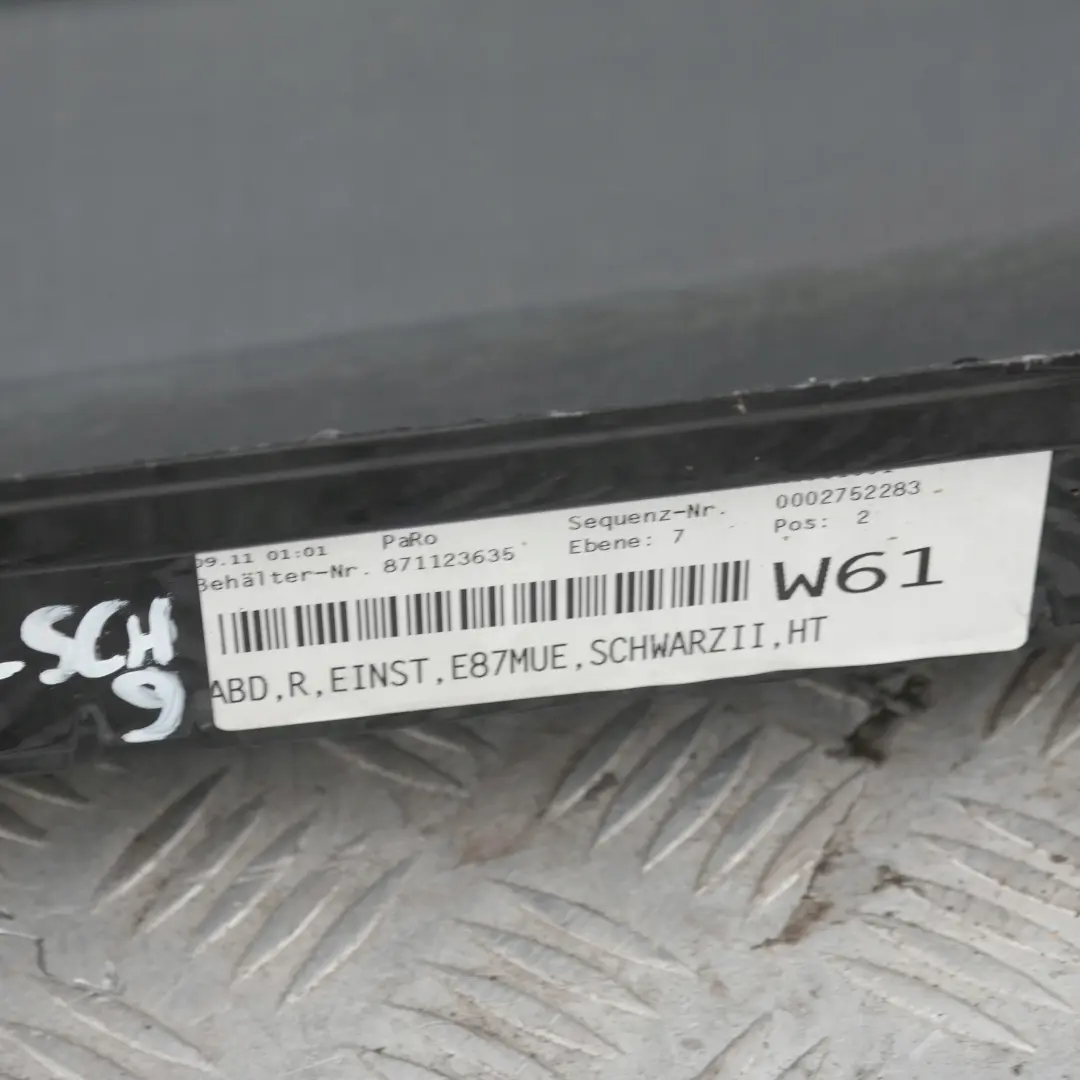 09.11 01:01 PaRo Sequenz-Nr. 0002752283
Behälter-Nr. 871123635 Ebene: 7 Pos: 2
W61
ABD,R,EINST,E87MUE,SCHWARZII,HT
-SCH
9